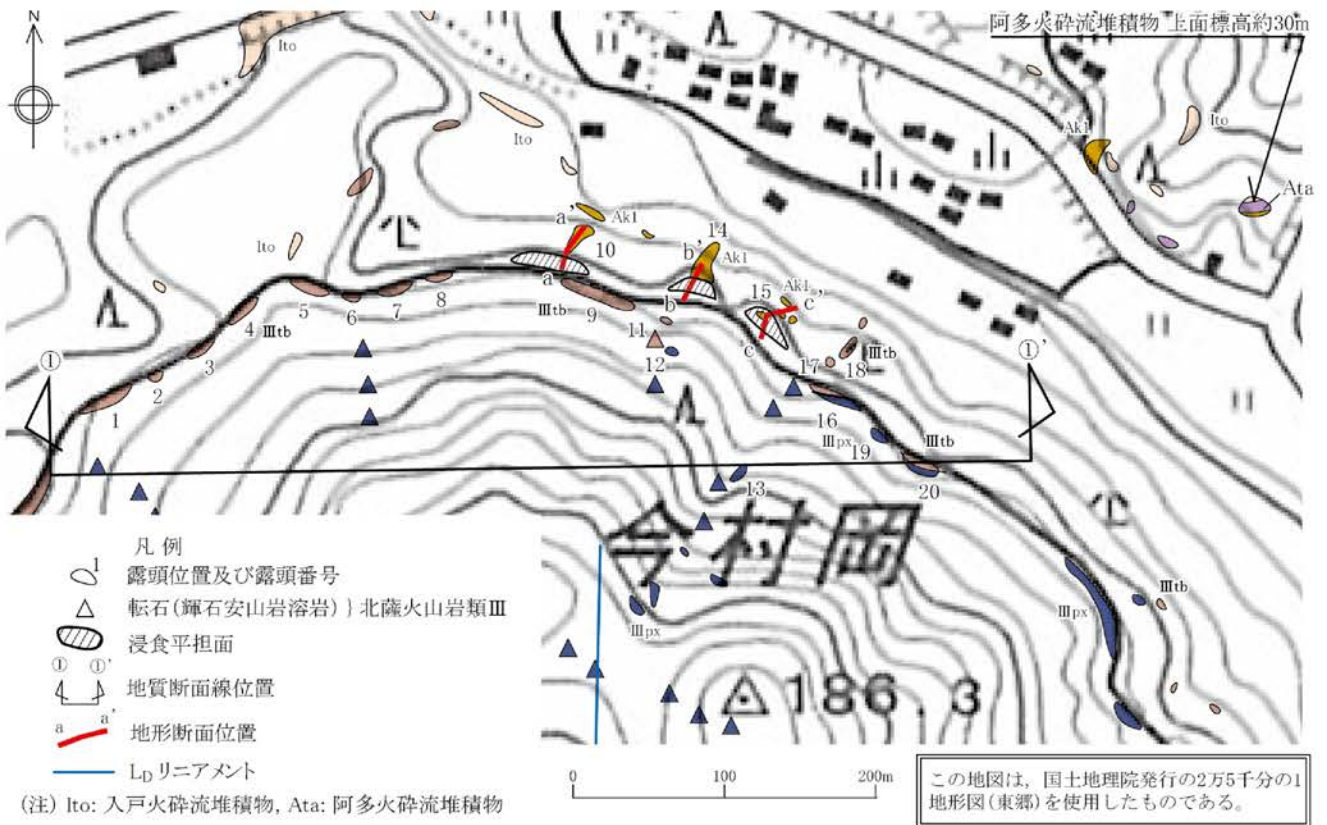 N
阿多火砕流堆積物 上面標高約30m
Ito
Ito
Ito
Ak1
Ata
Ito
a'
Ak1
10
a
b'
14
Ak1
b
15
Ak1
c'
c
5
6
7
8
Ⅲtb
9
4
Ⅲtb
3
2
1
11
12
17
18
Ⅲtb
16
Ⅲpx
19
Ⅲtb
20
13
①
①'
今村岡
Ⅲpx
Ⅲpx
Ⅲtb
186.3
凡 例
1
露頭位置及び露頭番号
転石(輝石安山岩溶岩) } 北薩火山岩類Ⅲ
浸食平担面
① ①'
地質断面線位置
a a'
地形断面位置
LDリニアメント
(注) Ito: 入戸火砕流堆積物, Ata: 阿多火砕流堆積物
0 100 200m
この地図は，国土地理院発行の2万5千分の1
地形図(東郷)を使用したものである。